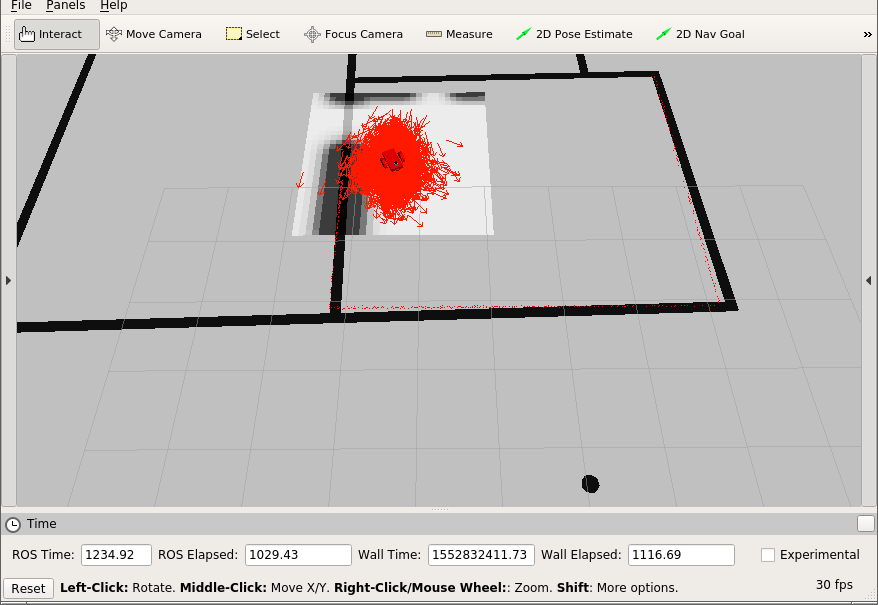 File Panels Help
Interact Move Camera Select Focus Camera Measure 2D Pose Estimate 2D Nav Goal »
Time
ROS Time: 1234.92 ROS Elapsed: 1029.43 Wall Time: 1552832411.73 Wall Elapsed: 1116.69 Experimental
Reset Left-Click: Rotate. Middle-Click: Move X/Y. Right-Click/Mouse Wheel:: Zoom. Shift: More options. 30 fps